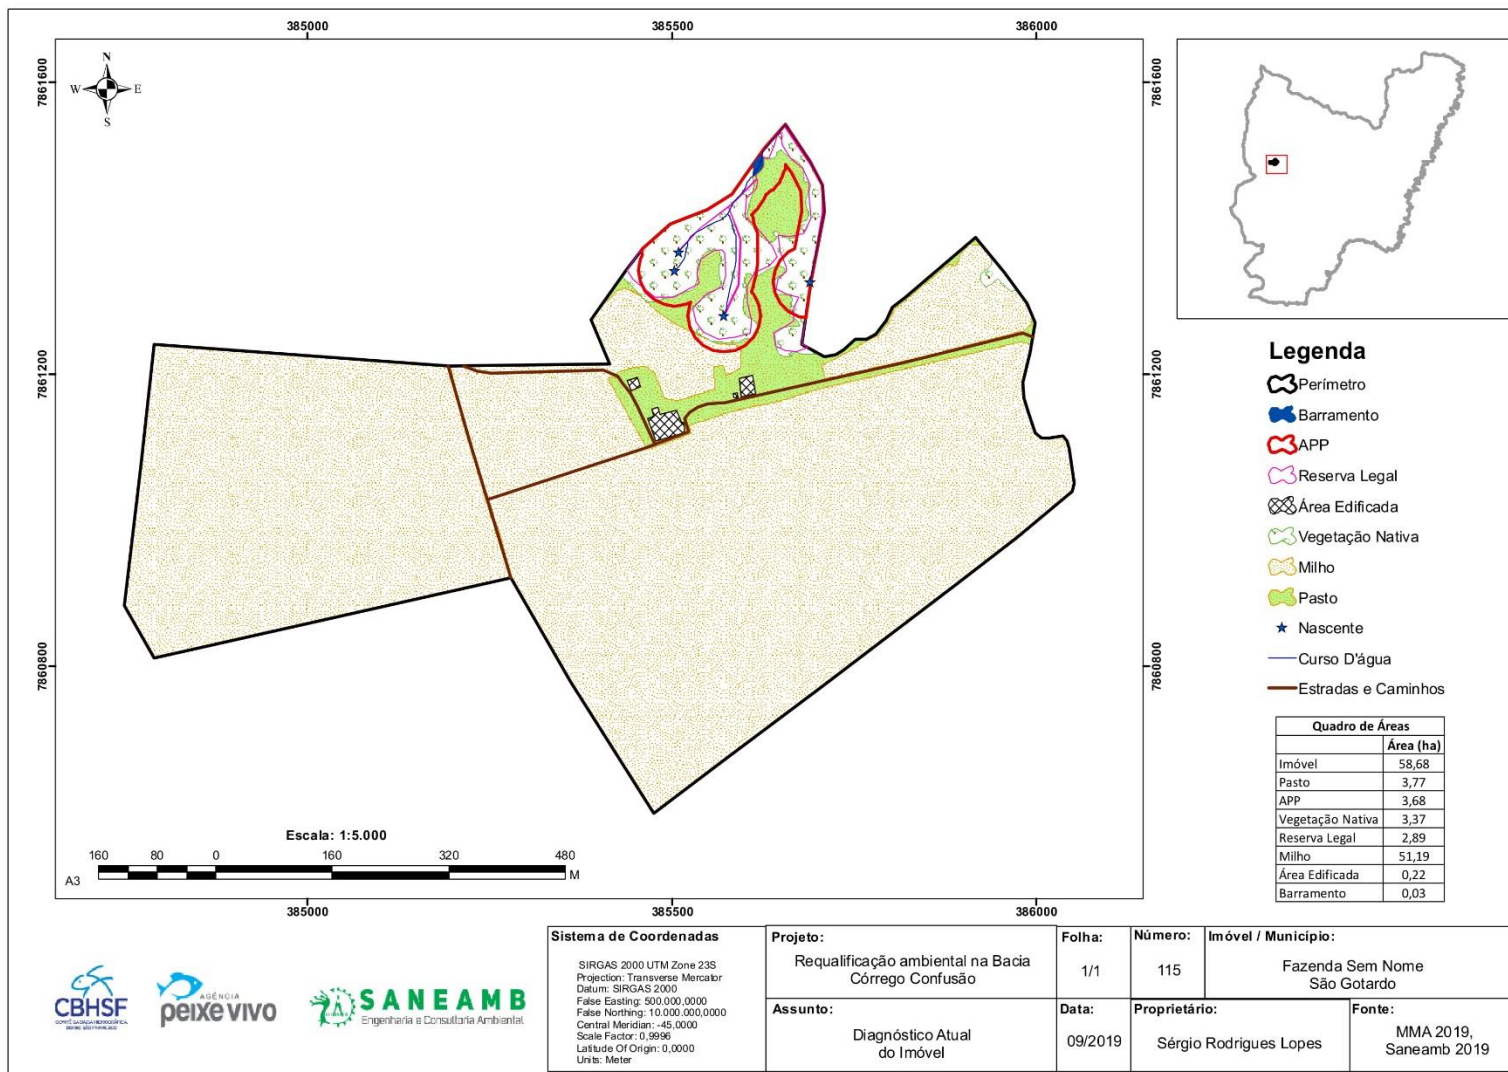 385000
385500
386000
7861600
7861600
N
W
E
S
7861200
7861200
7860800
7860800
Escala: 1:5.000
160
80
0
160
320
480
M
A3
385000
385500
386000
Legenda
Perímetro
Barramento
APP
Reserva Legal
Área Edificada
Vegetação Nativa
Milho
Pasto
Nascente
Curso D'água
Estradas e Caminhos
Quadro de Áreas
Área (ha)
Imóvel 58,68
Pasto 3,77
APP 3,68
Vegetação Nativa 3,37
Reserva Legal 2,89
Milho 51,19
Área Edificada 0,22
Barramento 0,03
CBHSF
AGÊNCIA
peixe vivo
SANEAMB
Engenharia e Consultoria Ambiental
Sistema de Coordenadas
SIRGAS 2000 UTM Zone 23S
Projection: Transverse Mercator
Datum: SIRGAS 2000
False Easting: 500.000,0000
False Northing: 10.000.000,0000
Central Meridian: -45,0000
Scale Factor: 0,9996
Latitude Of Origin: 0,0000
Units: Meter
Projeto:
Requalificação ambiental na Bacia
Córrego Confusão
Assunto:
Diagnóstico Atual
do Imóvel
Folha:
1/1
Número:
115
Imóvel / Município:
Fazenda Sem Nome
São Gotardo
Data:
09/2019
Proprietário:
Sérgio Rodrigues Lopes
Fonte:
MMA 2019,
Saneamb 2019